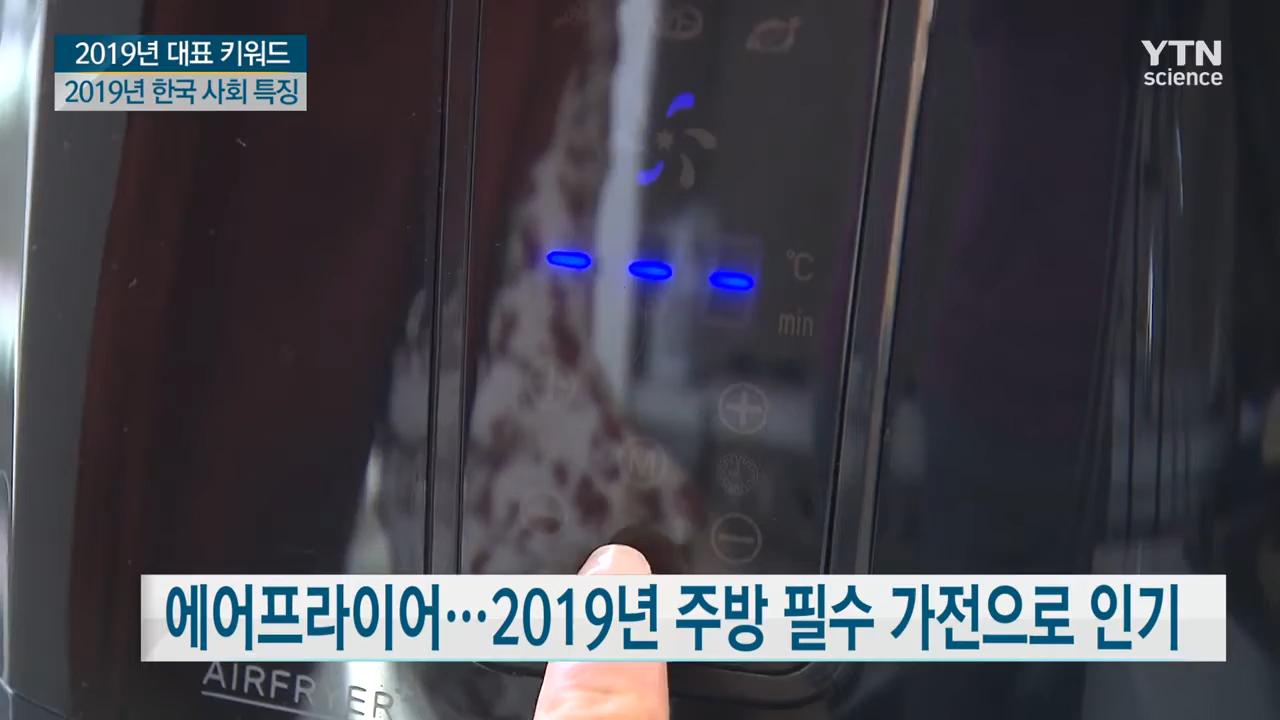 2019년 대표 키워드
2019년 한국 사회 특징
YTN
science
℃
min
M
에어프라이어…2019년 주방 필수 가전으로 인기
AIRFRYER